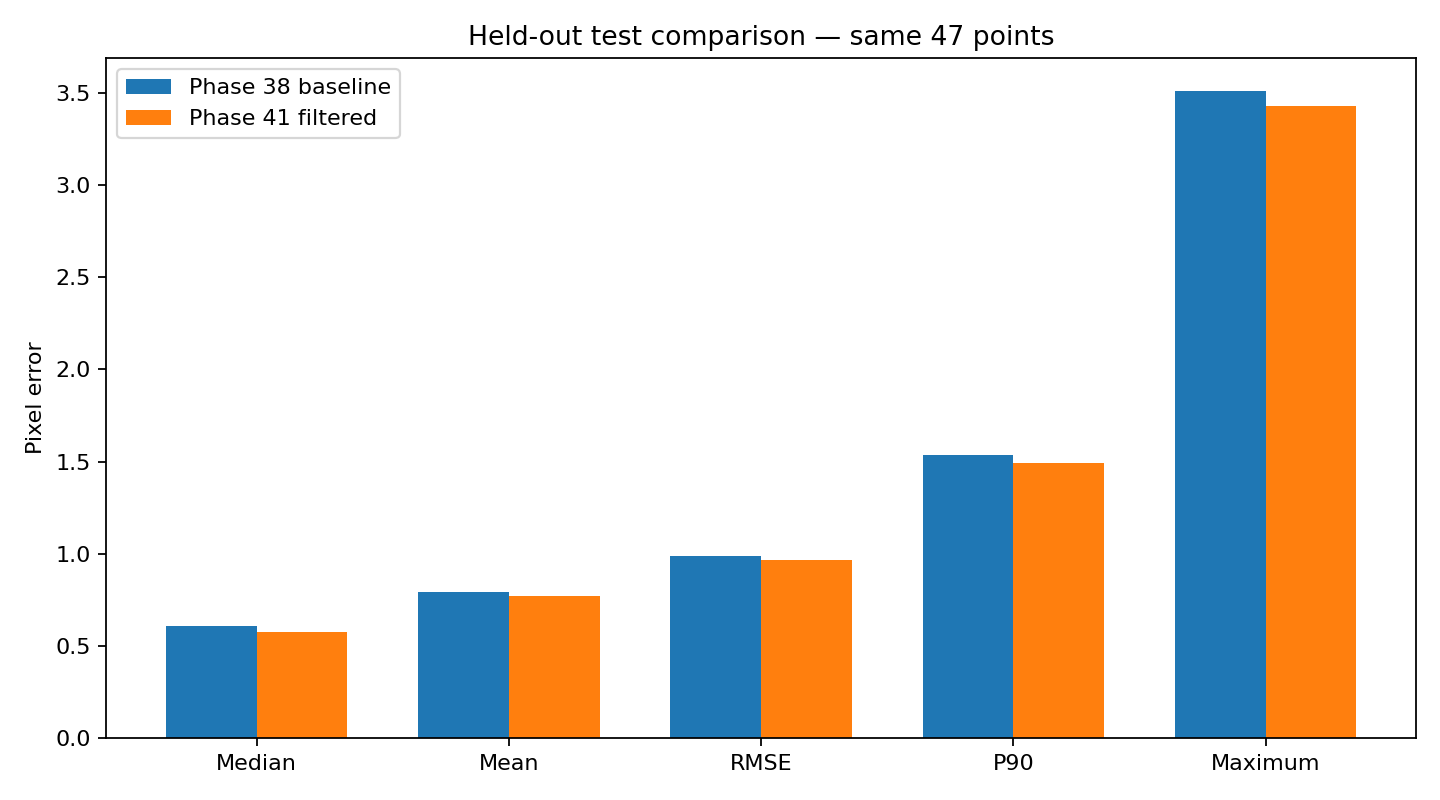 Held-out test comparison — same 47 points
Phase 38 baseline
Phase 41 filtered
Pixel error
3.5
3.0
2.5
2.0
1.5
1.0
0.5
0.0
Median
Mean
RMSE
P90
Maximum